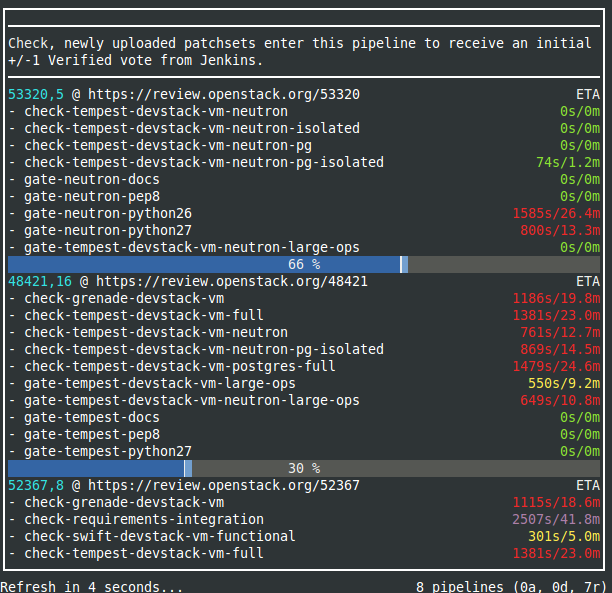 Check, newly uploaded patchsets enter this pipeline to receive an initial
+/-1 Verified vote from Jenkins.
53320,5 @ https://review.openstack.org/53320 ETA
- check-tempest-devstack-vm-neutron 0s/0m
- check-tempest-devstack-vm-neutron-isolated 0s/0m
- check-tempest-devstack-vm-neutron-pg 0s/0m
- check-tempest-devstack-vm-neutron-pg-isolated 74s/1.2m
- gate-neutron-docs 0s/0m
- gate-neutron-pep8 0s/0m
- gate-neutron-python26 1585s/26.4m
- gate-neutron-python27 800s/13.3m
- gate-tempest-devstack-vm-neutron-large-ops 0s/0m
66 %
48421,16 @ https://review.openstack.org/48421 ETA
- check-grenade-devstack-vm 1186s/19.8m
- check-tempest-devstack-vm-full 1381s/23.0m
- check-tempest-devstack-vm-neutron 761s/12.7m
- check-tempest-devstack-vm-neutron-pg-isolated 869s/14.5m
- check-tempest-devstack-vm-postgres-full 1479s/24.6m
- gate-tempest-devstack-vm-large-ops 550s/9.2m
- gate-tempest-devstack-vm-neutron-large-ops 649s/10.8m
- gate-tempest-docs 0s/0m
- gate-tempest-pep8 0s/0m
- gate-tempest-python27 0s/0m
30 %
52367,8 @ https://review.openstack.org/52367 ETA
- check-grenade-devstack-vm 1115s/18.6m
- check-requirements-integration 2507s/41.8m
- check-swift-devstack-vm-functional 301s/5.0m
- check-tempest-devstack-vm-full 1381s/23.0m
Refresh in 4 seconds... 8 pipelines (0a, 0d, 7r)